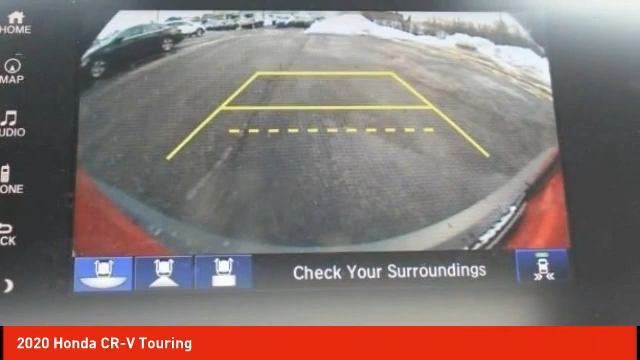 HOME
MAP
UDIO
ONE
CK
Check Your Surroundings
2020 Honda CR-V Touring